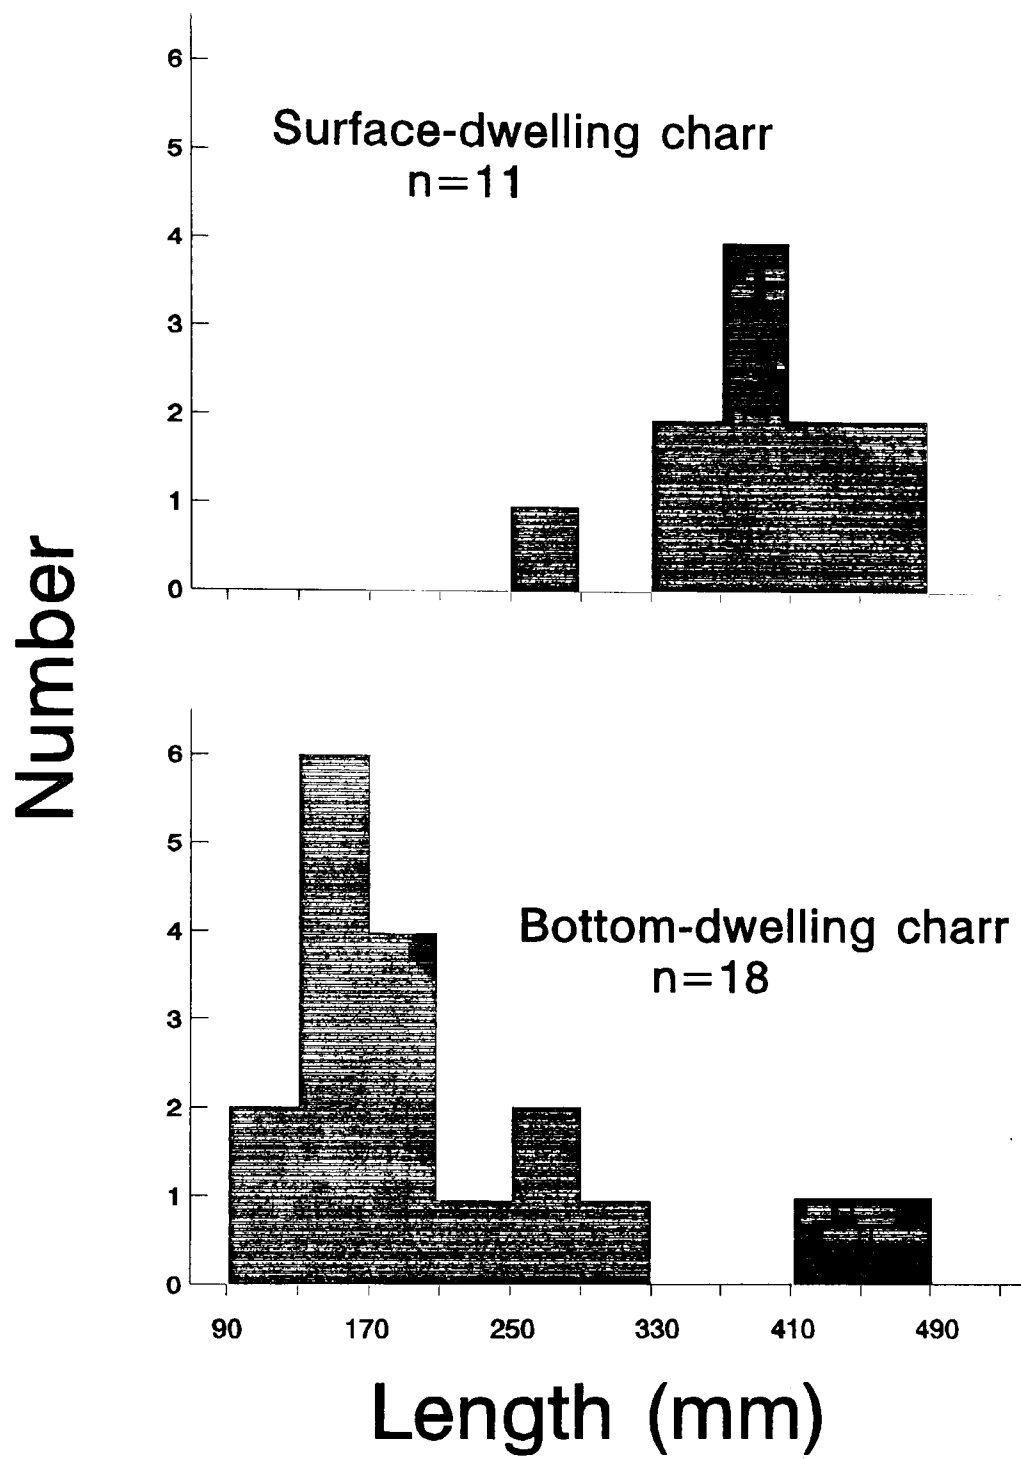 6
5
4
3
2
1
0
Surface-dwelling charr
n=11
Number
6
5
4
3
2
1
0
Bottom-dwelling charr
n=18
90 170 250 330 410 490
Length (mm)